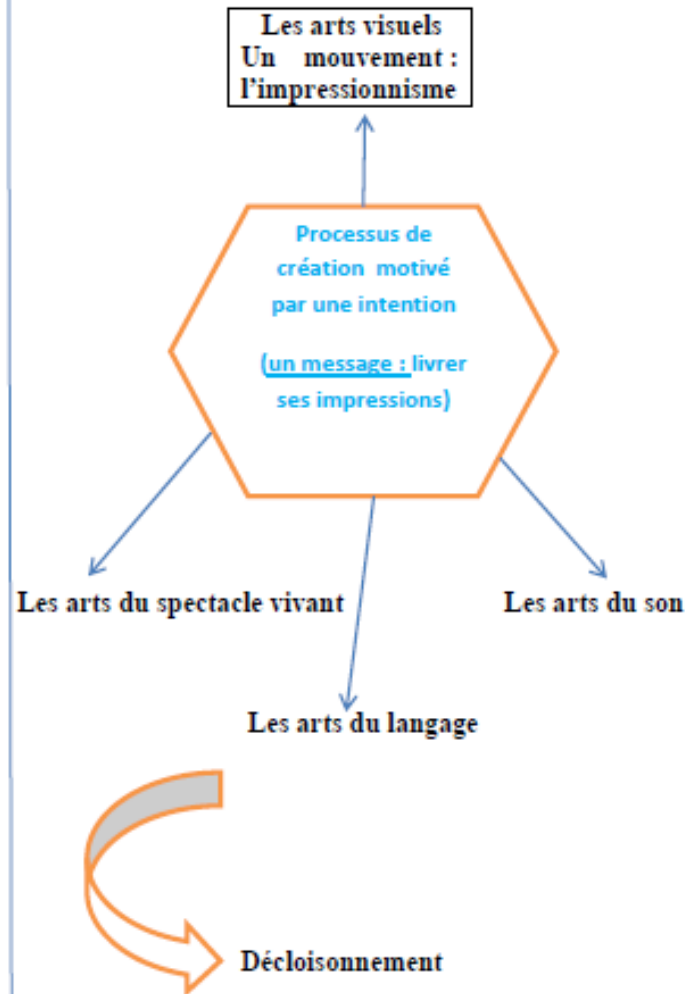 Les arts visuels
Un mouvement :
l’impressionnisme
Processus de
création motivé
par une intention
(un message : livrer
ses impressions)
Les arts du spectacle vivant
Les arts du son
Les arts du langage
Décloisonnement